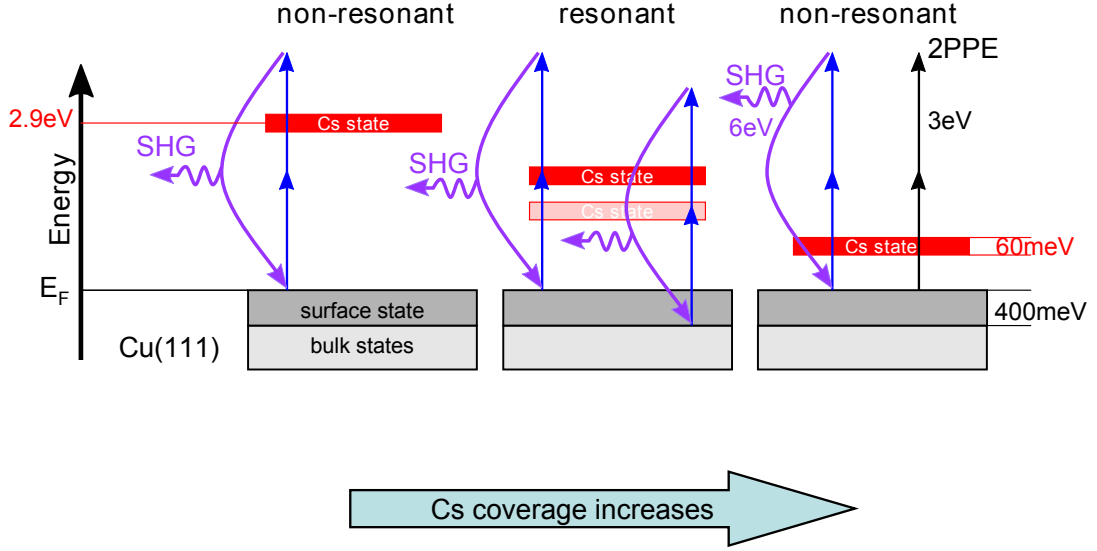 non-resonant
resonant
non-resonant
2PPE
2.9eV
Energy
E_F
Cu(111)
Cs state
SHG
surface state
bulk states
SHG
Cs state
Cs state
SHG
6eV
3eV
Cs state
60meV
400meV
Cs coverage increases